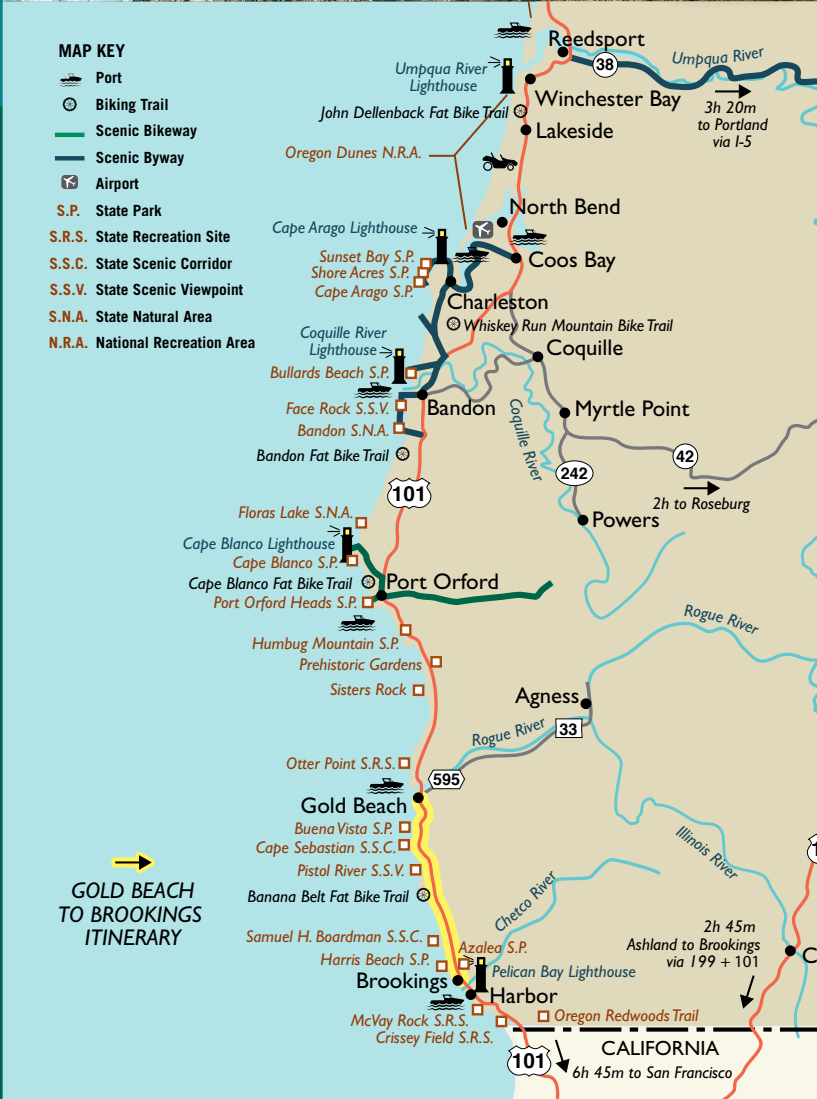 MAP KEY
Port
Biking Trail
Scenic Bikeway
Scenic Byway
Airport
S.P. State Park
S.R.S. State Recreation Site
S.S.C. State Scenic Corridor
S.S.V. State Scenic Viewpoint
S.N.A. State Natural Area
N.R.A. National Recreation Area
Reedsport
38
Umpqua River
Umpqua River
Lighthouse
Winchester Bay
3h 20m
to Portland
via I-5
John Dellenback Fat Bike Trail
Lakeside
Oregon Dunes N.R.A.
North Bend
Cape Arago Lighthouse
Sunset Bay S.P.
Shore Acres S.P.
Cape Arago S.P.
Coos Bay
Charleston
Whiskey Run Mountain Bike Trail
Coquille River
Lighthouse
Coquille
Bullards Beach S.P.
Bandon
Face Rock S.S.V.
Bandon S.N.A.
Coquille River
Myrtle Point
Bandon Fat Bike Trail
42
242
2h to Roseburg
101
Floras Lake S.N.A.
Powers
Cape Blanco Lighthouse
Cape Blanco S.P.
Cape Blanco Fat Bike Trail
Port Orford
Port Orford Heads S.P.
Rogue River
Humbug Mountain S.P.
Prehistoric Gardens
Sisters Rock
Agness
33
Rogue River
Otter Point S.R.S.
595
Gold Beach
Buena Vista S.P.
Cape Sebastian S.S.C.
Pistol River S.S.V.
Illinois River
GOLD BEACH
TO BROOKINGS
ITINERARY
Banana Belt Fat Bike Trail
Chetco River
Samuel H. Boardman S.S.C.
Azalea S.P.
Harris Beach S.P.
2h 45m
Ashland to Brookings
via 199 + 101
C
Brookings
Pelican Bay Lighthouse
Harbor
McVay Rock S.R.S.
Oregon Redwoods Trail
Crissey Field S.R.S.
101
CALIFORNIA
6h 45m to San Francisco